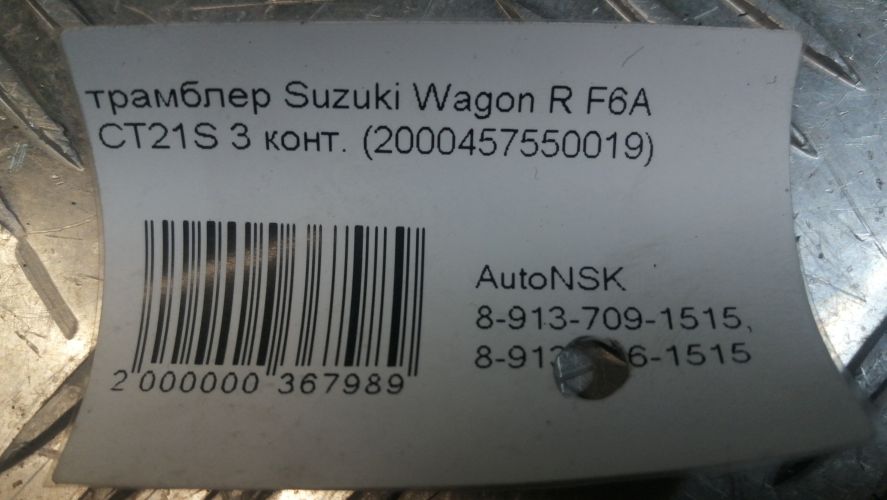 трамблер Suzuki Wagon R F6A
CT21S 3 конт. (2000457550019)
2 000000 367989
AutoNSK
8-913-709-1515,